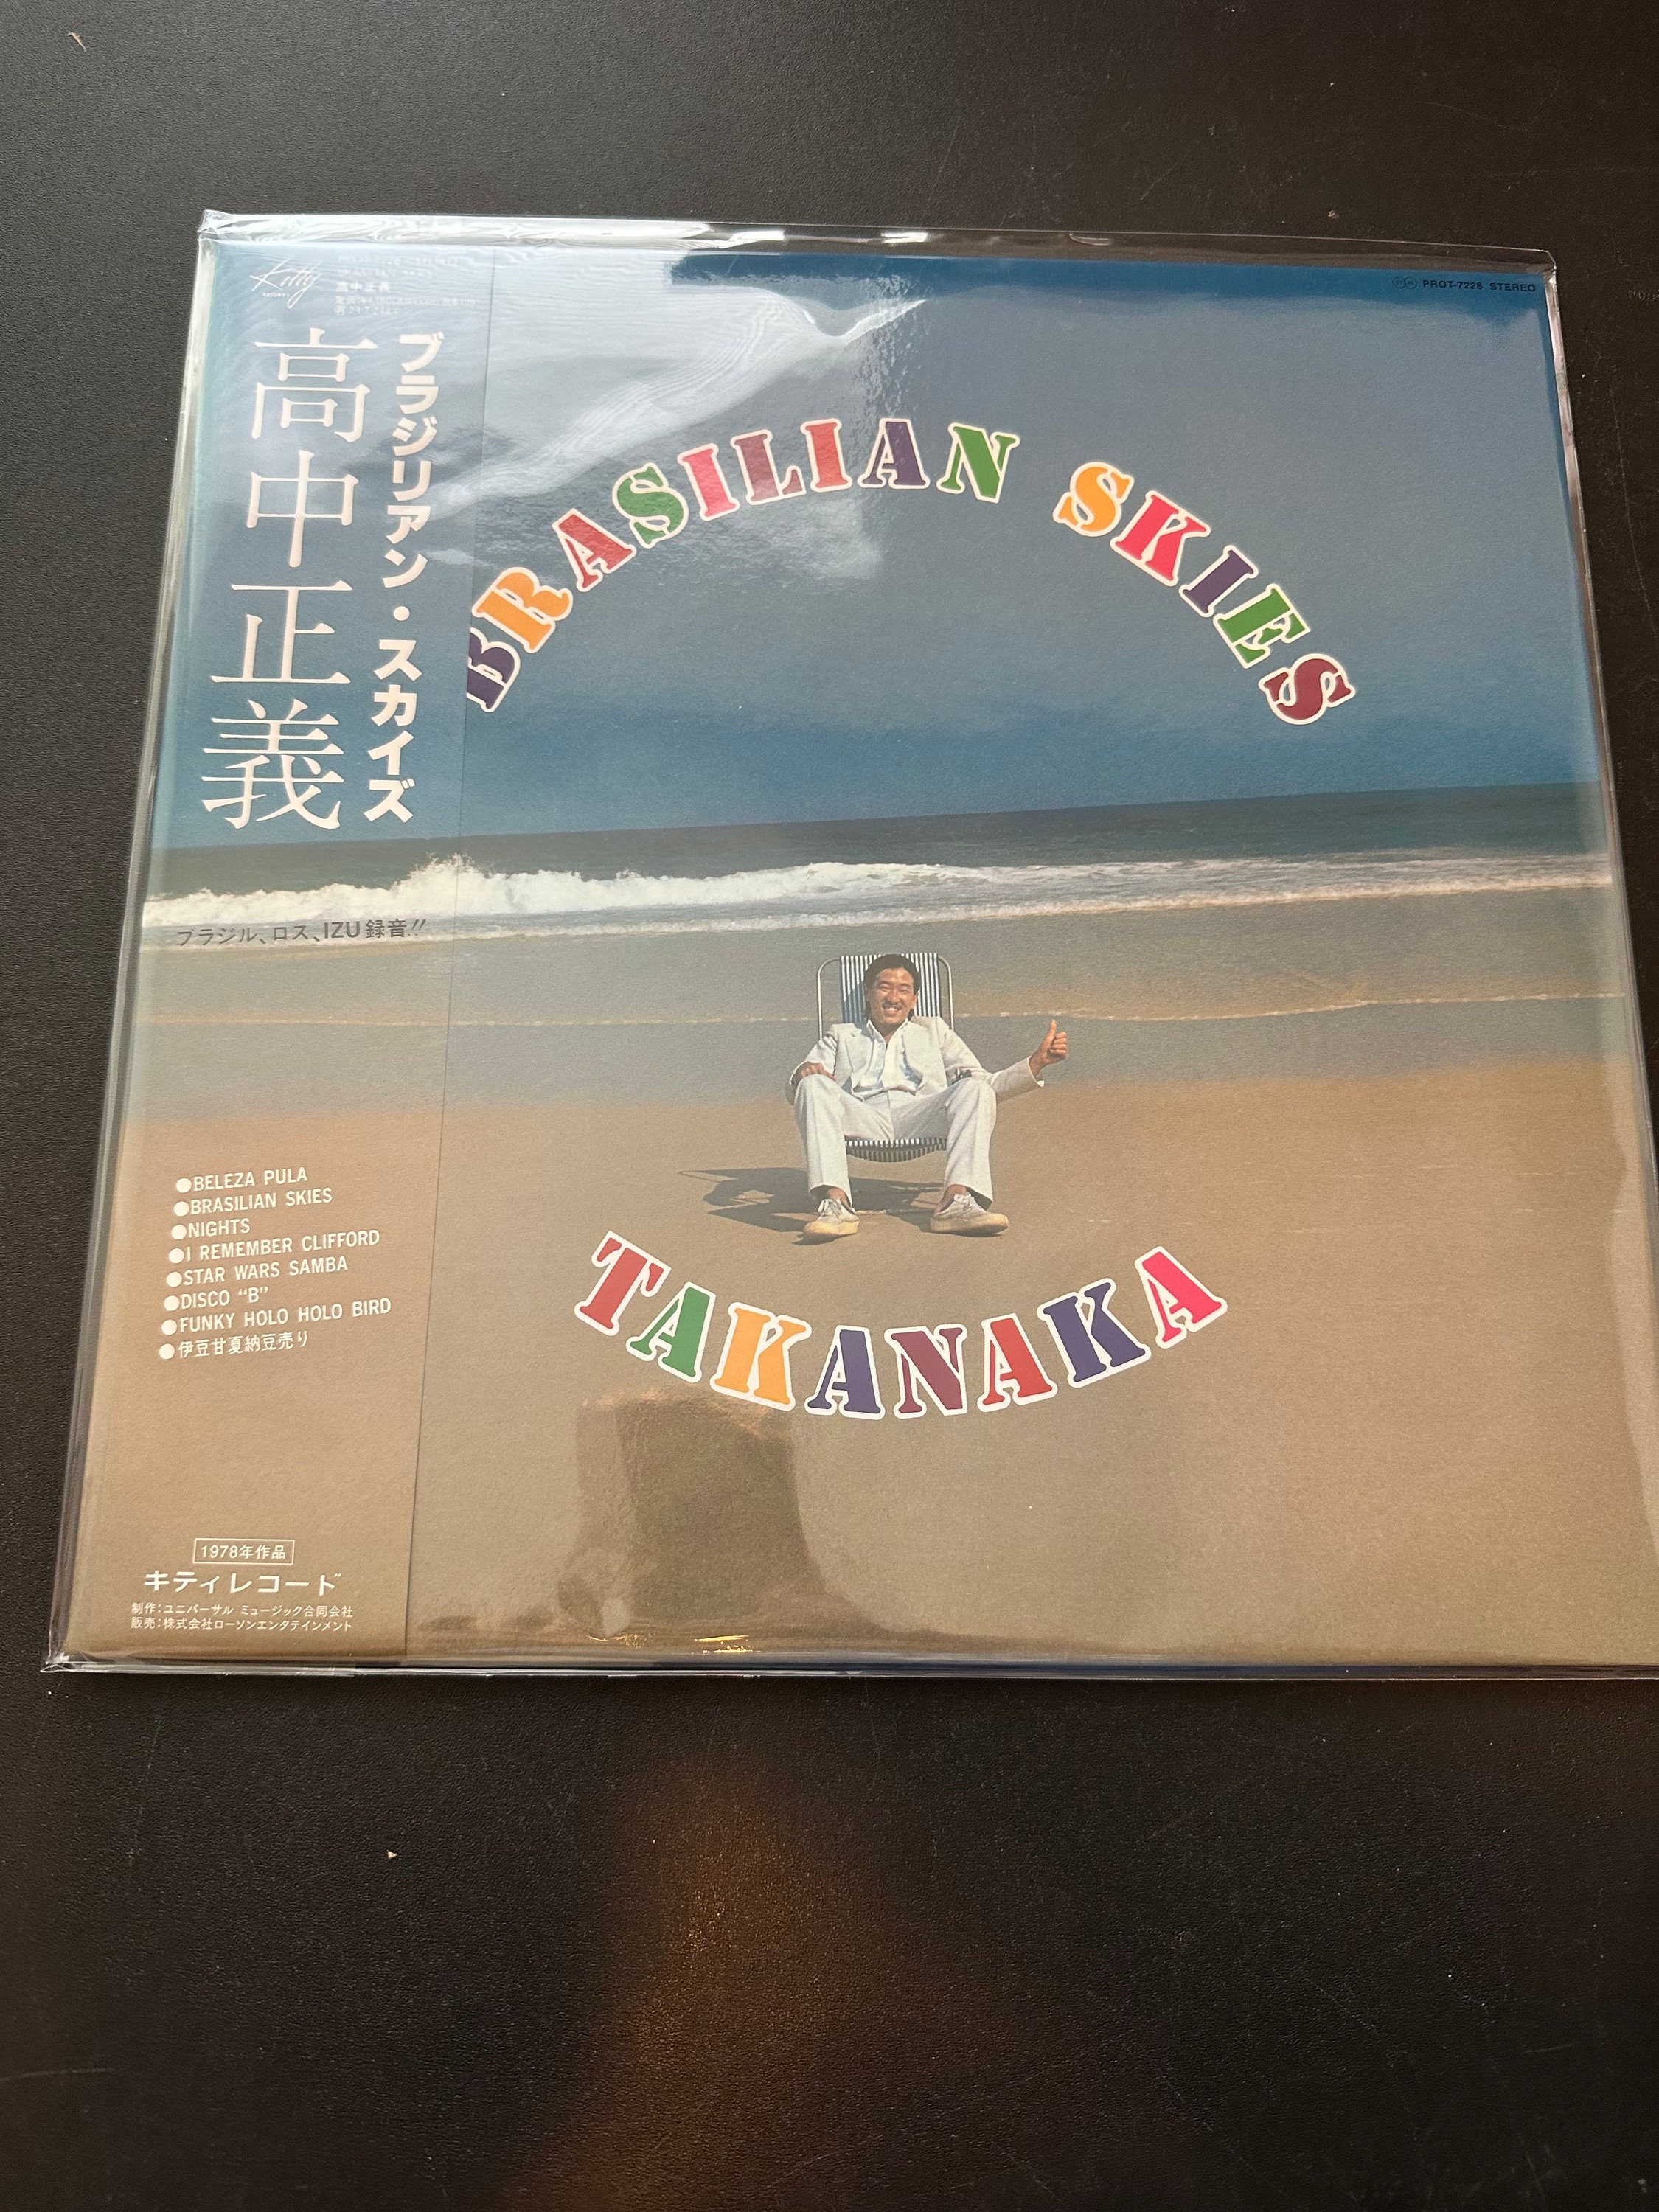 Kitty
RECORDS
高中正義
高中正義
ブラジリアン・スカイズ
PROT-7228 STEREO
BRASILIAN SKIES
ブラジル、ロス、IZU録音!!
●BELEZA PULA
●BRASILIAN SKIES
●NIGHTS
●I REMEMBER CLIFFORD
●STAR WARS SAMBA
●DISCO “B”
●FUNKY HOLO HOLO BIRD
●伊豆甘夏納豆売り
TAKANAKA
1978年作品
キティレコード
制作：ユニバーサル ミュージック合同会社
販売：株式会社ローソンエンタテインメント